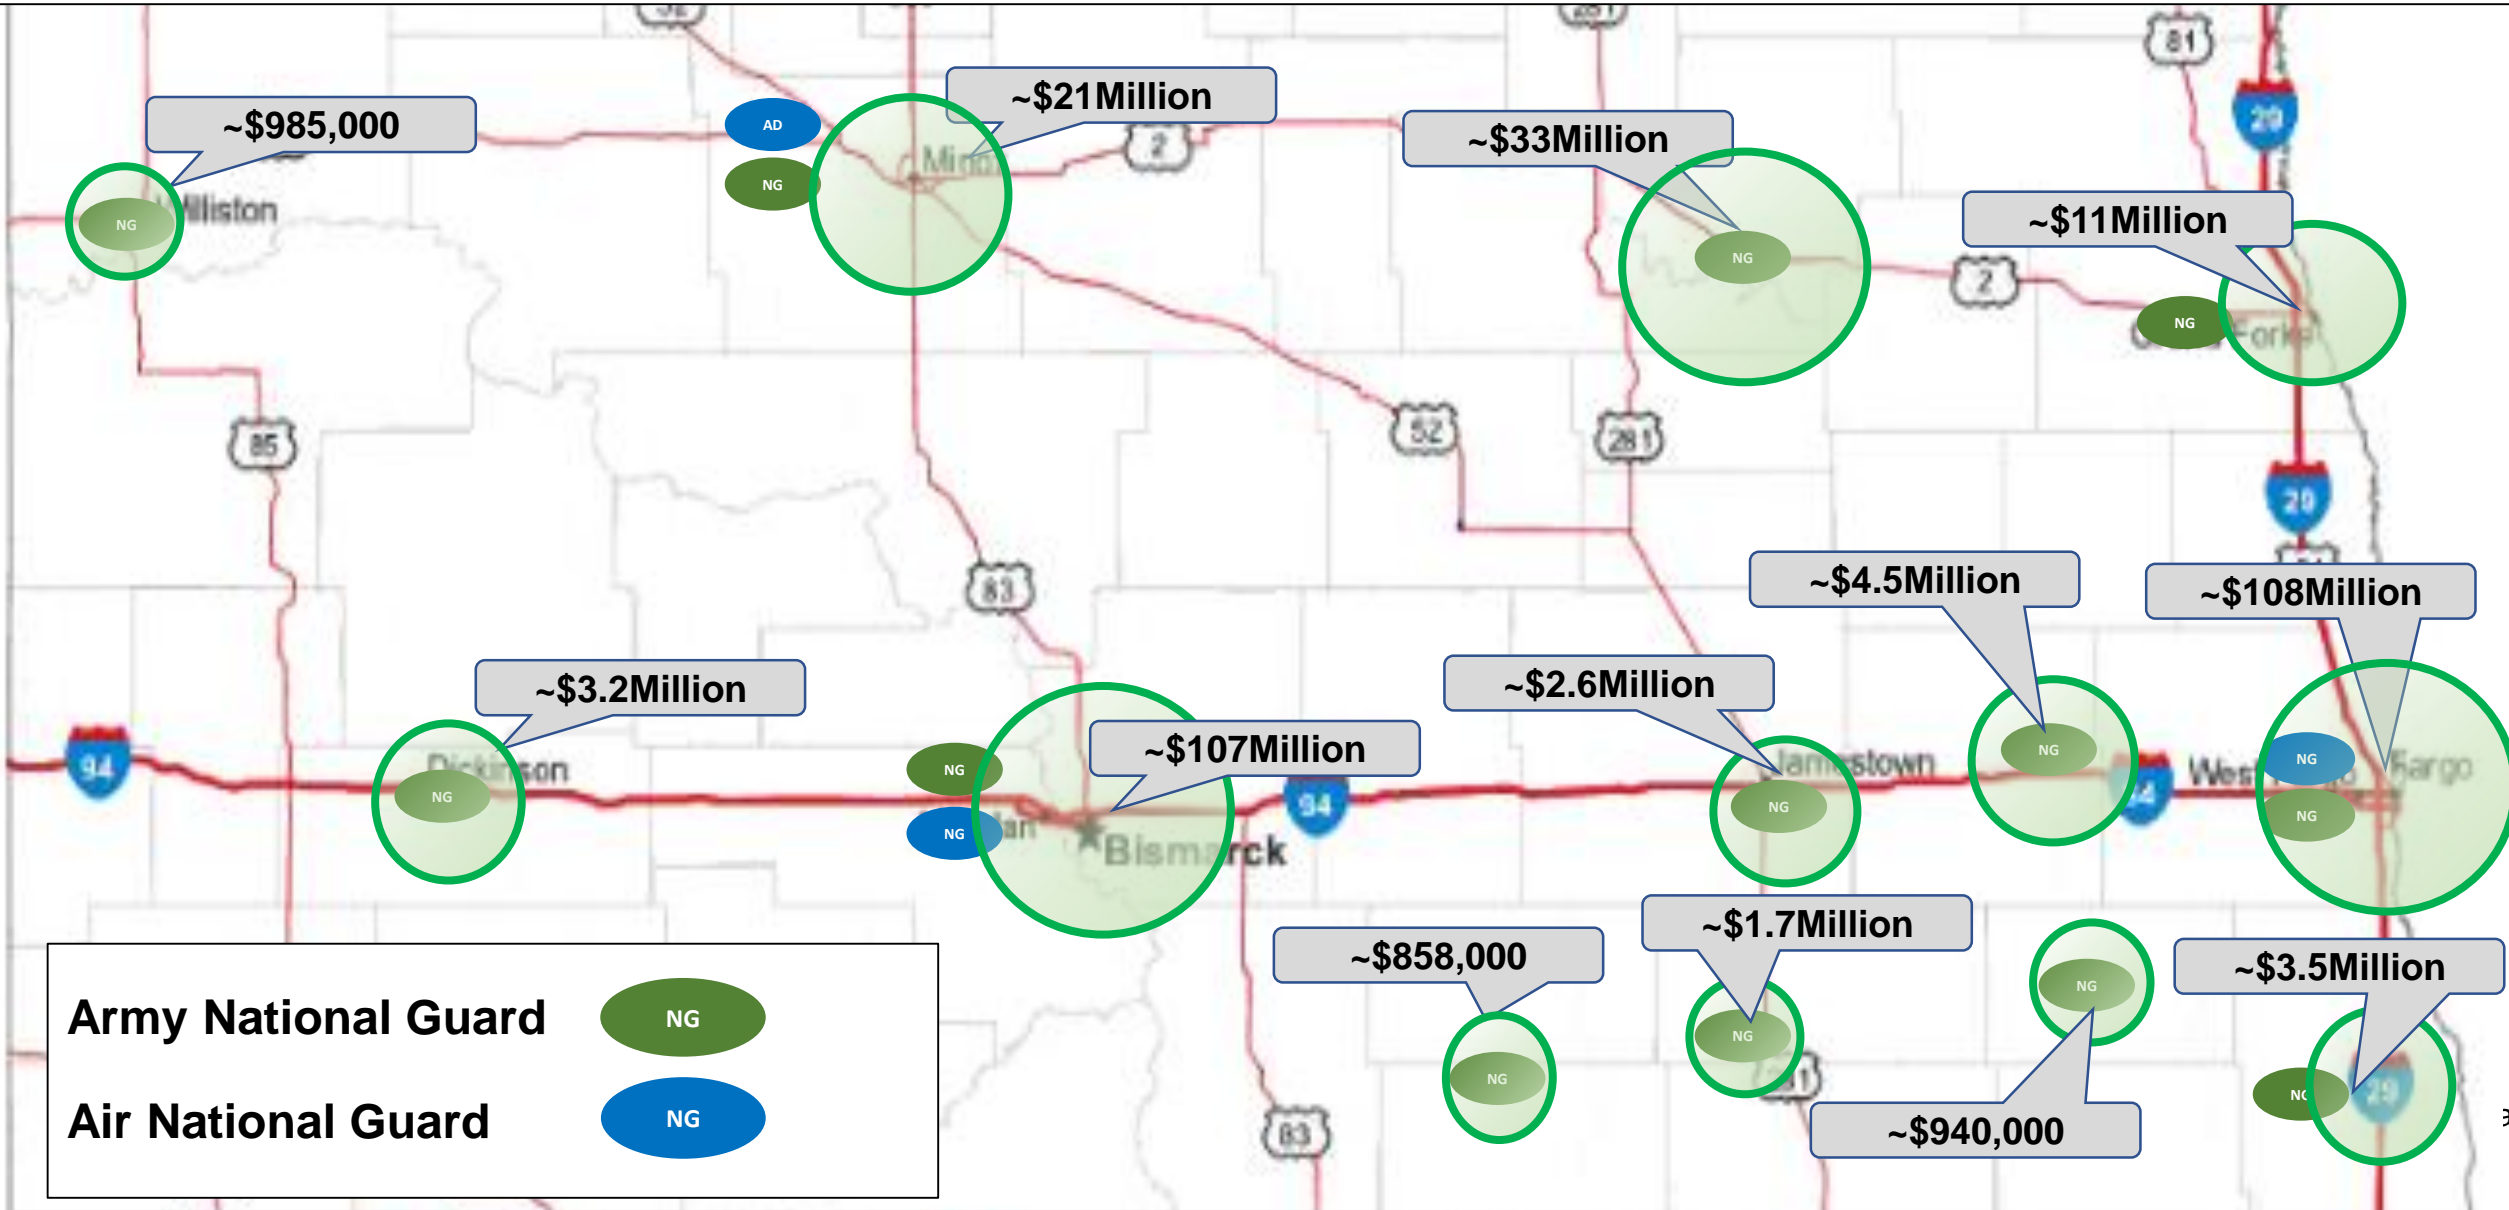 81
29
~$985,000
AD
~$21Million
2
~$33Million
NG
NG
Williston
~$11Million
NG
2
NG
Forks
85
52
281
29
83
~$4.5Million
~$108Million
~$3.2Million
~$2.6Million
94
Dickinson
NG
NG
~$107Million
NG
Bismarck
94
Jamestown
NG
NG
West
NG
Fargo
NG
~$858,000
~$1.7Million
~$3.5Million
NG
NG
NG
NG
29
83
~$940,000
Army National Guard NG
Air National Guard NG